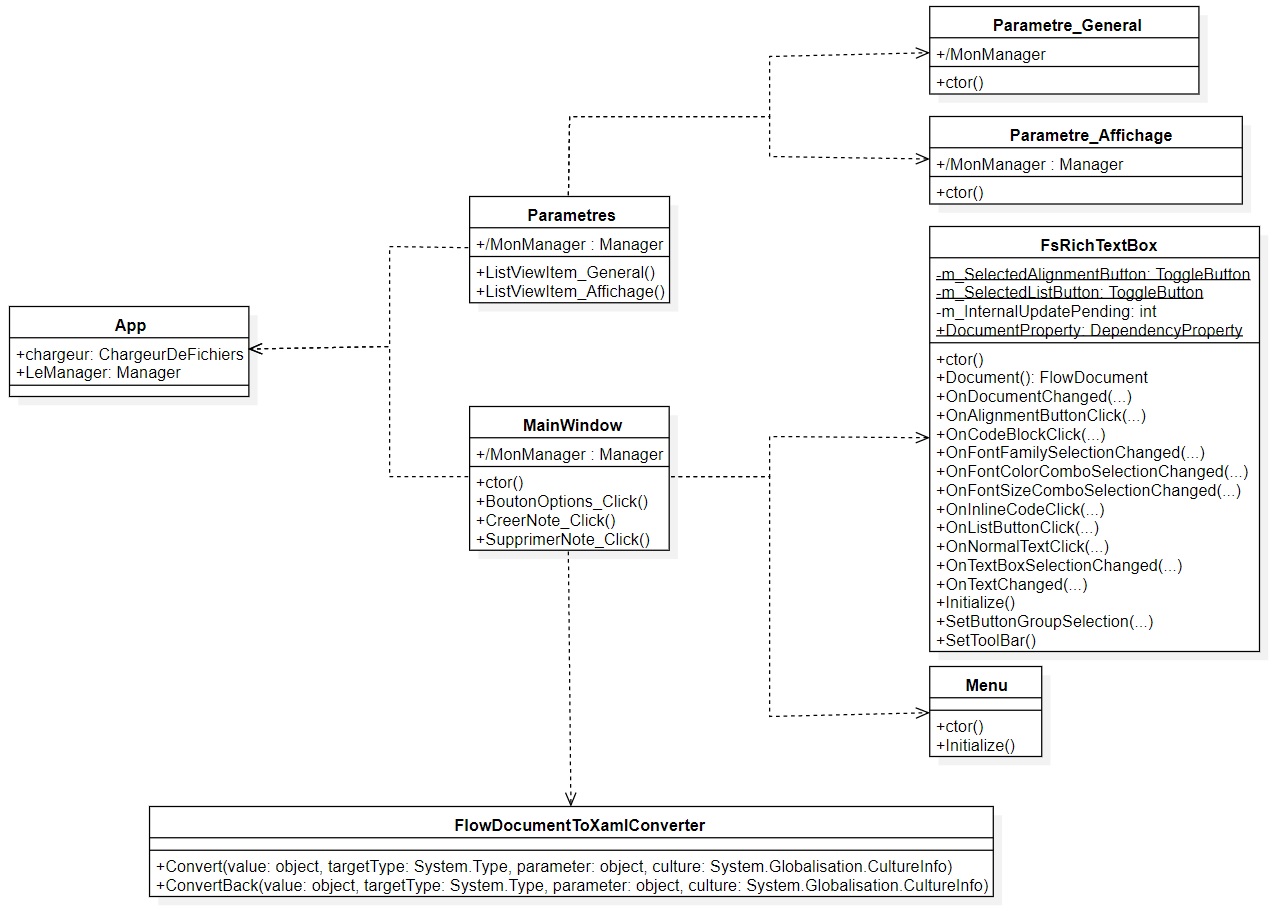 Parametre_General
+/MonManager
+ctor()
Parametre_Affichage
+/MonManager : Manager
+ctor()
Parametres
+/MonManager : Manager
+ListViewItem_General()
+ListViewItem_Affichage()
FsRichTextBox
-m_SelectedAlignmentButton: ToggleButton
-m_SelectedListButton: ToggleButton
-m_InternalUpdatePending: int
+DocumentProperty: DependencyProperty
+ctor()
+Document(): FlowDocument
+OnDocumentChanged(...)
+OnAlignmentButtonClick(...)
+OnCodeBlockClick(...)
+OnFontFamilySelectionChanged(...)
+OnFontColorComboSelectionChanged(...)
+OnFontSizeComboSelectionChanged(...)
+OnInlineCodeClick(...)
+OnListButtonClick(...)
+OnNormalTextClick(...)
+OnTextBoxSelectionChanged(...)
+OnTextChanged(...)
+Initialize()
+SetButtonGroupSelection(...)
+SetToolBar()
App
+chargeur: ChargeurDeFichiers
+LeManager: Manager
MainWindow
+/MonManager : Manager
+ctor()
+BoutonOptions_Click()
+CreerNote_Click()
+SupprimerNote_Click()
Menu
+ctor()
+Initialize()
FlowDocumentToXamlConverter
+Convert(value: object, targetType: System.Type, parameter: object, culture: System.Globalisation.CultureInfo)
+ConvertBack(value: object, targetType: System.Type, parameter: object, culture: System.Globalisation.CultureInfo)